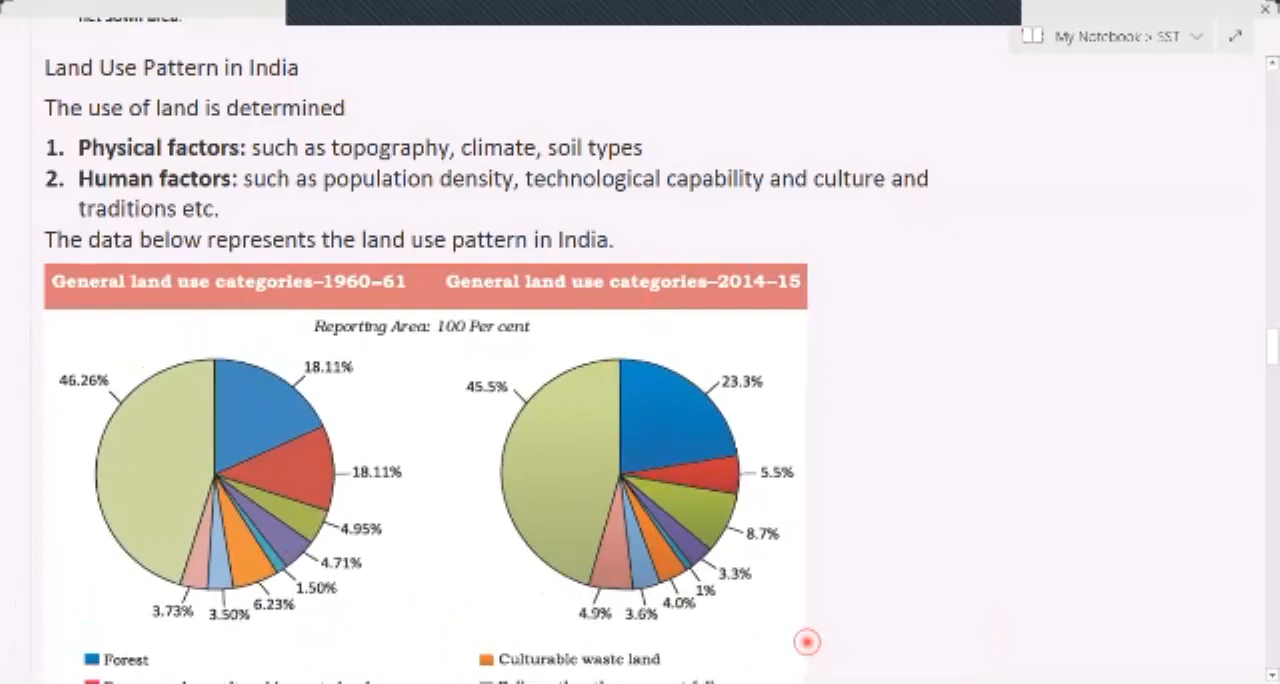 net sown area.
My Notebook > SST
Land Use Pattern in India
The use of land is determined
1. Physical factors: such as topography, climate, soil types
2. Human factors: such as population density, technological capability and culture and
traditions etc.
The data below represents the land use pattern in India.
General land use categories–1960–61
General land use categories–2014–15
Reporting Area: 100 Per cent
46.26%
18.11%
18.11%
4.95%
4.71%
1.50%
6.23%
3.50%
3.73%
45.5%
23.3%
5.5%
8.7%
3.3%
1%
4.0%
3.6%
4.9%
Forest
Culturable waste land